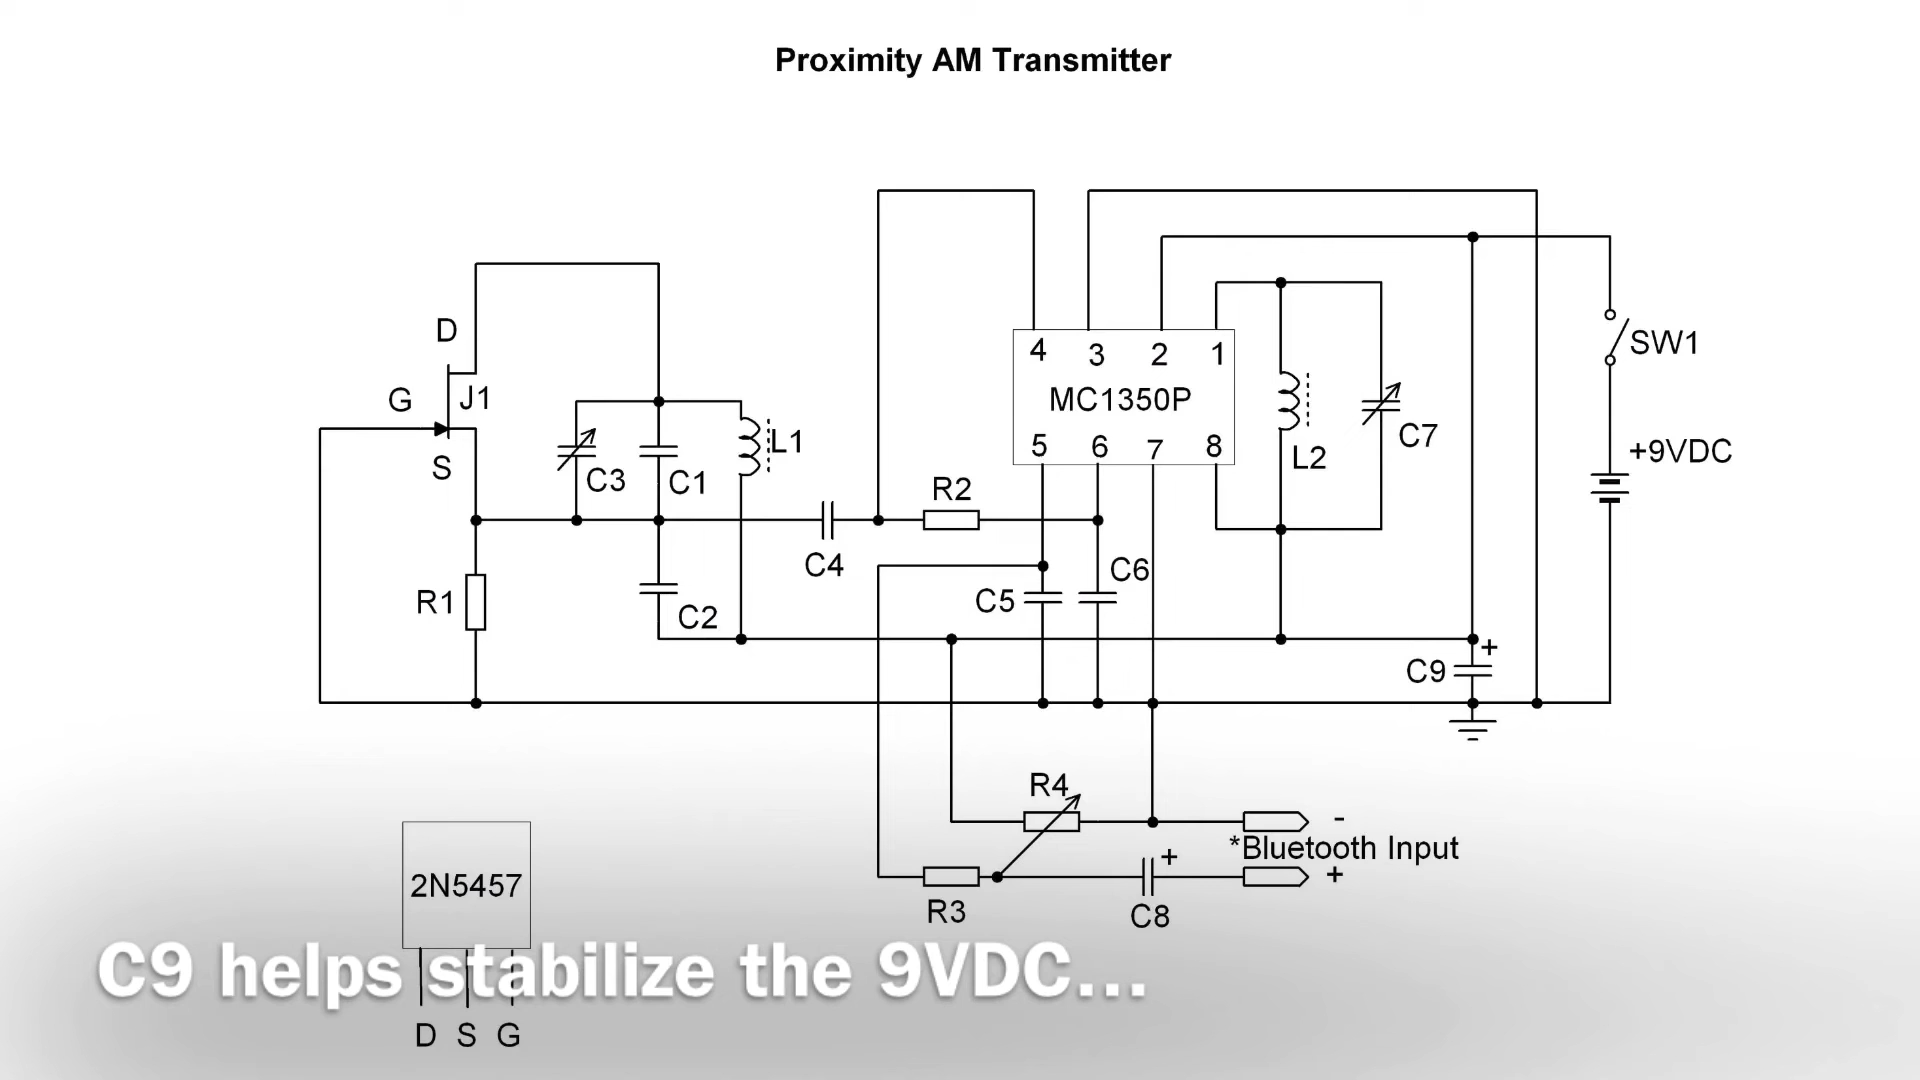 Proximity AM Transmitter
D
G
J1
S
R1
C3
C1
L1
C2
C4
R2
4 3 2 1
MC1350P
5 6 7 8
C5
C6
L2
C7
SW1
+9VDC
C9
+
R4
-
*Bluetooth Input
+
+
R3
C8
2N5457
D S G
C9 helps stabilize the 9VDC...